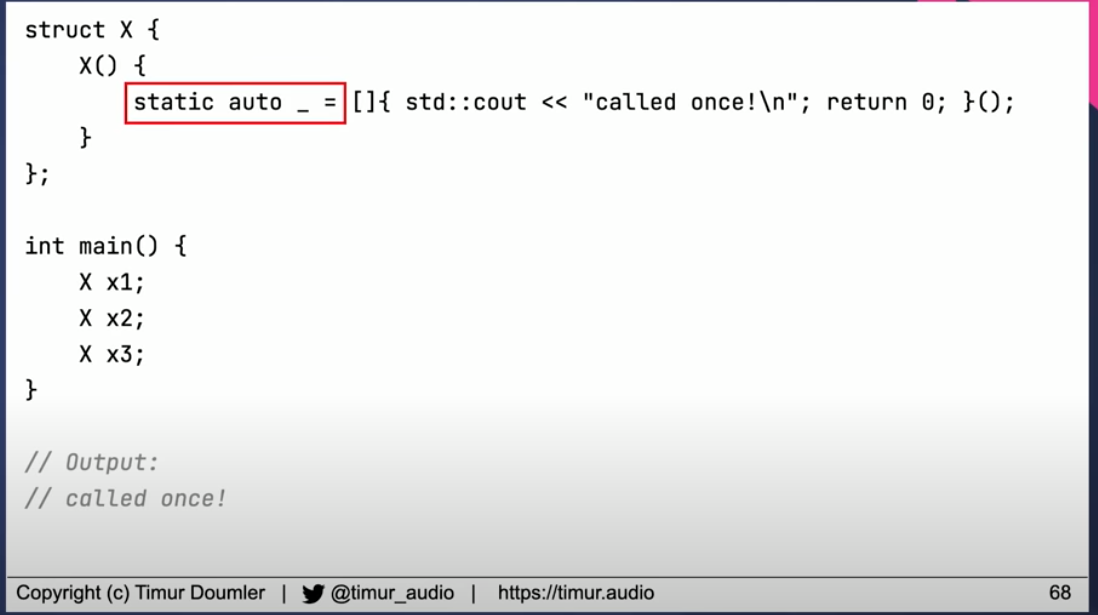 struct X {
    X() {
        static auto _ = []{ std::cout << "called once!\n"; return 0; }();
    }
};

int main() {
    X x1;
    X x2;
    X x3;
}

// Output:
// called once!
Copyright (c) Timur Doumler | @timur_audio | https://timur.audio 68